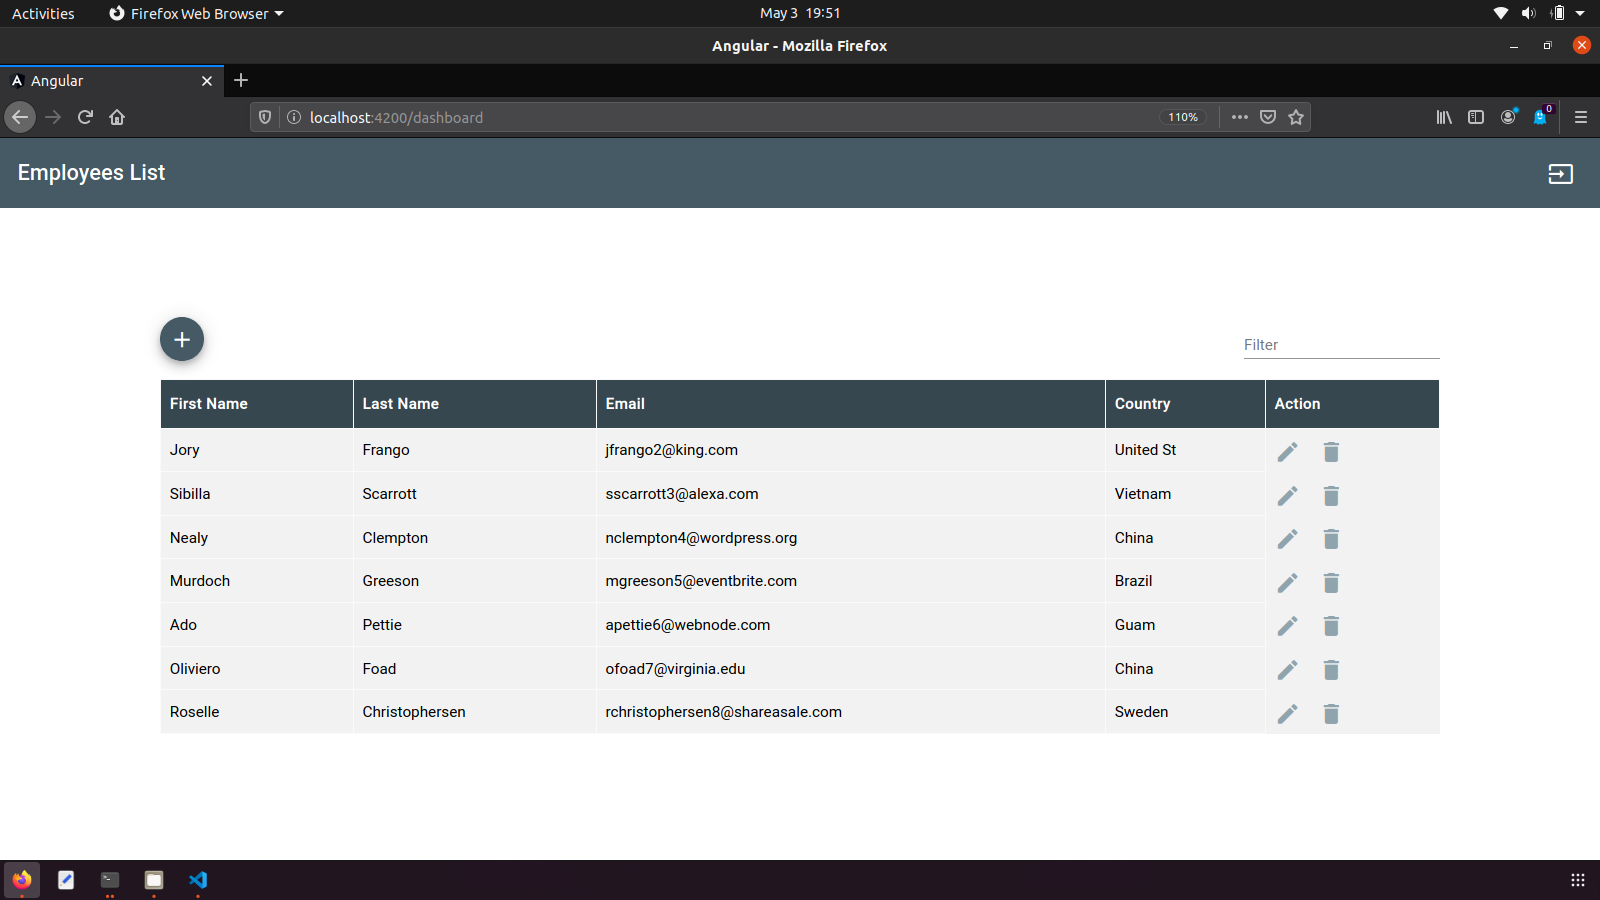 Activities Firefox Web Browser May 3 19:51
Angular - Mozilla Firefox
Angular
localhost:4200/dashboard 110% 0
Employees List
Filter
First Name Last Name Email Country Action
Jory Frango jfrango2@king.com United St
Sibilla Scarrott sscarrott3@alexa.com Vietnam
Nealy Clempton nclempton4@wordpress.org China
Murdoch Greeson mgreeson5@eventbrite.com Brazil
Ado Pettie apettie6@webnode.com Guam
Oliviero Foad ofoad7@virginia.edu China
Roselle Christophersen rchristophersen8@shareasale.com Sweden